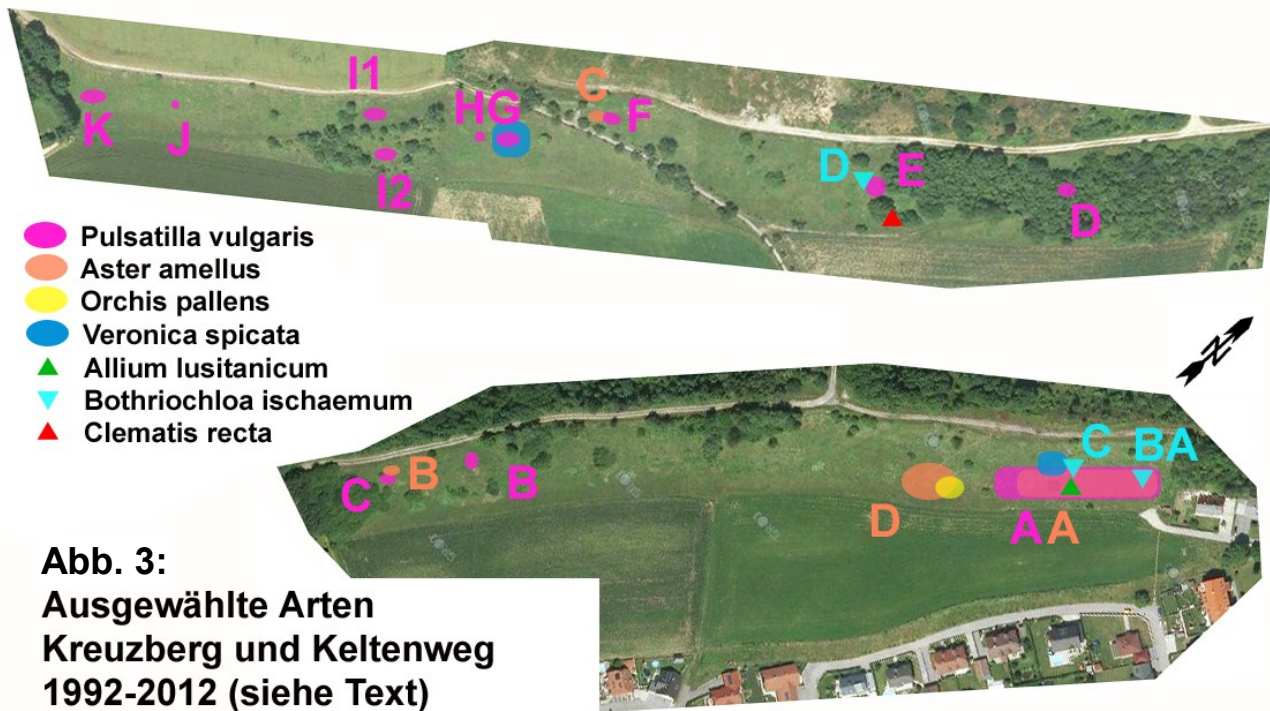 I1
C
K
J
HG
F
I2
D
E
D
Pulsatilla vulgaris
Aster amellus
Orchis pallens
Veronica spicata
Allium lusitanicum
Bothriochloa ischaemum
Clematis recta
N
C
BA
C
B
B
D
A A
Abb. 3:
Ausgewählte Arten
Kreuzberg und Keltenweg
1992-2012 (siehe Text)